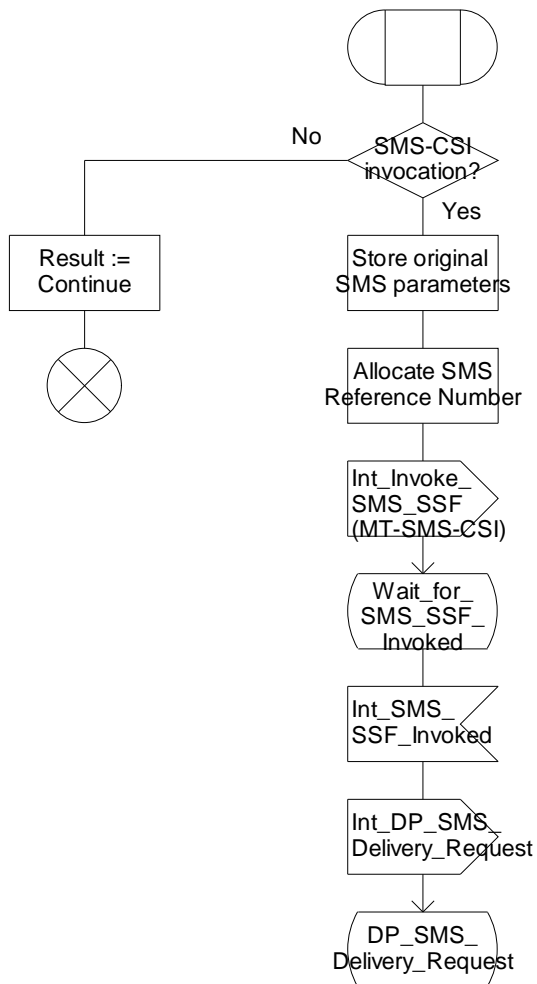 No
SMS-CSI
invocation?
Yes
Result :=
Continue
Store original
SMS parameters
Allocate SMS
Reference Number
Int_Invoke_
SMS_SSF
(MT-SMS-CSI)
Wait_for_
SMS_SSF_
Invoked
Int_SMS_
SSF_Invoked
Int_DP_SMS_
Delivery_Request
DP_SMS_
Delivery_Request